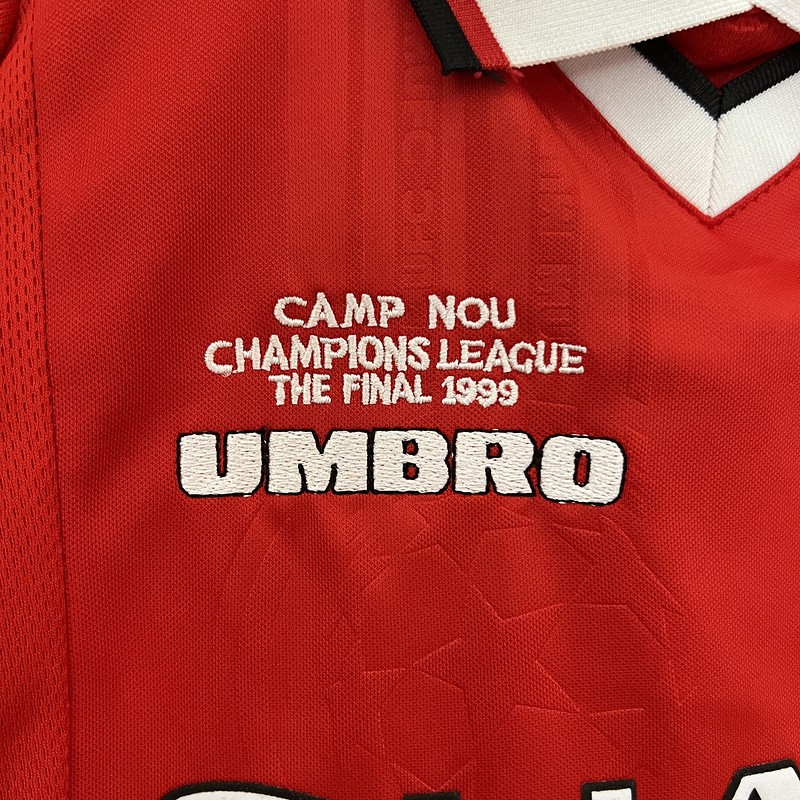 CAMP NOU
CHAMPIONS LEAGUE
THE FINAL 1999
UMBRO